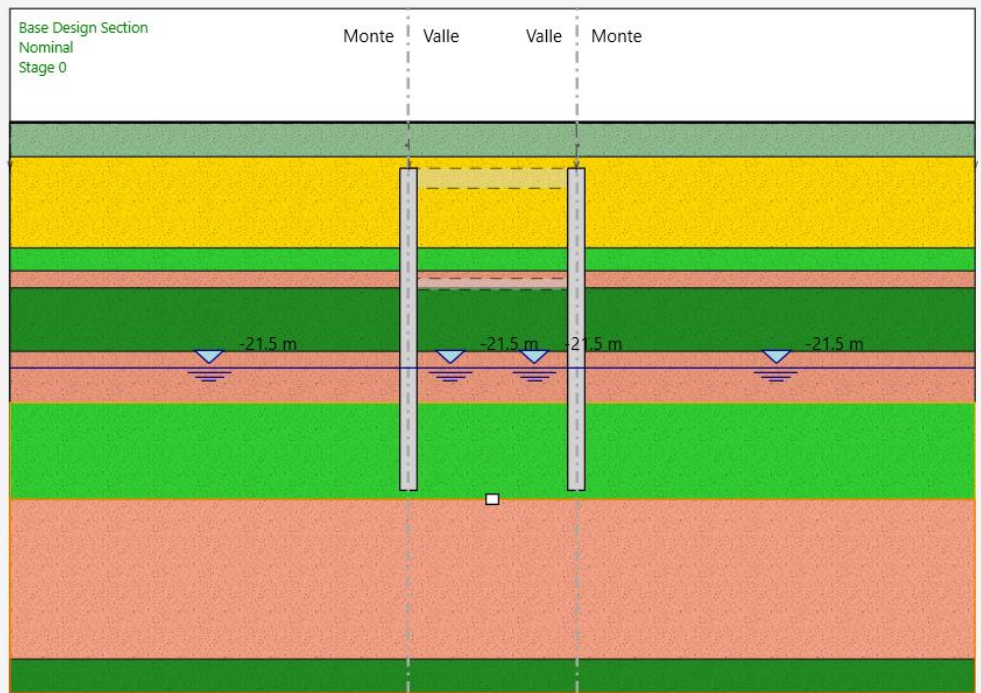 Base Design Section
Nominal
Stage 0
Monte Valle Valle Monte
-21.5 m -21.5 m -21.5 m -21.5 m